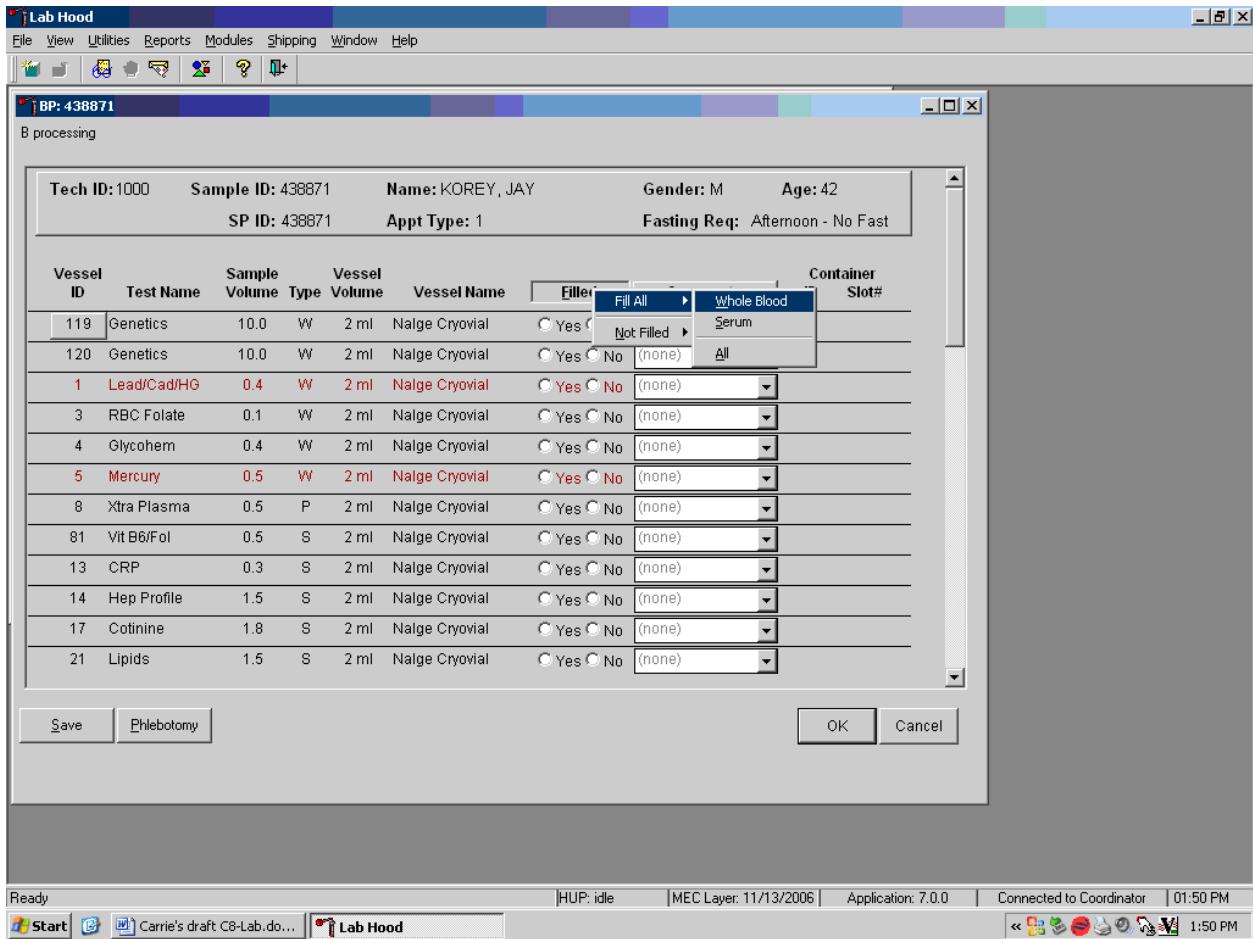 Lab Hood
File View Utilities Reports Modules Shipping Window Help
BP: 438871
B processing
Tech ID: 1000 Sample ID: 438871 Name: KOREY, JAY Gender: M Age: 42
SP ID: 438871 Appt Type: 1 Fasting Req: Afternoon - No Fast
Vessel Sample Vessel Container
ID Test Name Volume Type Volume Vessel Name Filled Slot#
Fill All Whole Blood
Serum
Not Filled
All
119 Genetics 10.0 W 2 ml Nalge Cryovial Yes
120 Genetics 10.0 W 2 ml Nalge Cryovial Yes No (none)
1 Lead/Cad/HG 0.4 W 2 ml Nalge Cryovial Yes No (none)
3 RBC Folate 0.1 W 2 ml Nalge Cryovial Yes No (none)
4 Glycohem 0.4 W 2 ml Nalge Cryovial Yes No (none)
5 Mercury 0.5 W 2 ml Nalge Cryovial Yes No (none)
8 Xtra Plasma 0.5 P 2 ml Nalge Cryovial Yes No (none)
81 Vit B6/Fol 0.5 S 2 ml Nalge Cryovial Yes No (none)
13 CRP 0.3 S 2 ml Nalge Cryovial Yes No (none)
14 Hep Profile 1.5 S 2 ml Nalge Cryovial Yes No (none)
17 Cotinine 1.8 S 2 ml Nalge Cryovial Yes No (none)
21 Lipids 1.5 S 2 ml Nalge Cryovial Yes No (none)
Save Phlebotomy OK Cancel
Ready HUP: idle MEC Layer: 11/13/2006 Application: 7.0.0 Connected to Coordinator 01:50 PM
Start Carrie's draft C8-Lab.do... Lab Hood « 1:50 PM